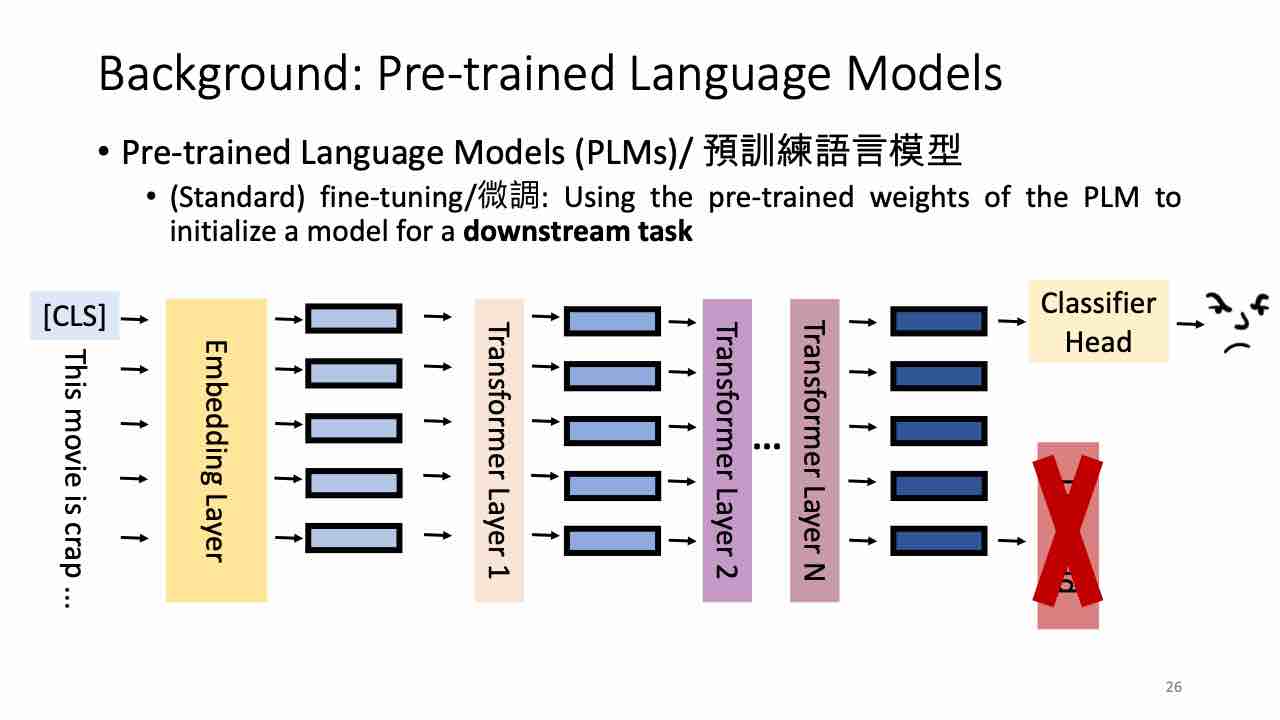 Background: Pre-trained Language Models
• Pre-trained Language Models (PLMs)/ 預訓練語言模型
• (Standard) fine-tuning/微調: Using the pre-trained weights of the PLM to
initialize a model for a downstream task
[CLS]
This movie is crap ...
Embedding Layer
Transformer Layer 1
Transformer Layer 2
...
Transformer Layer N
Classifier
Head
26